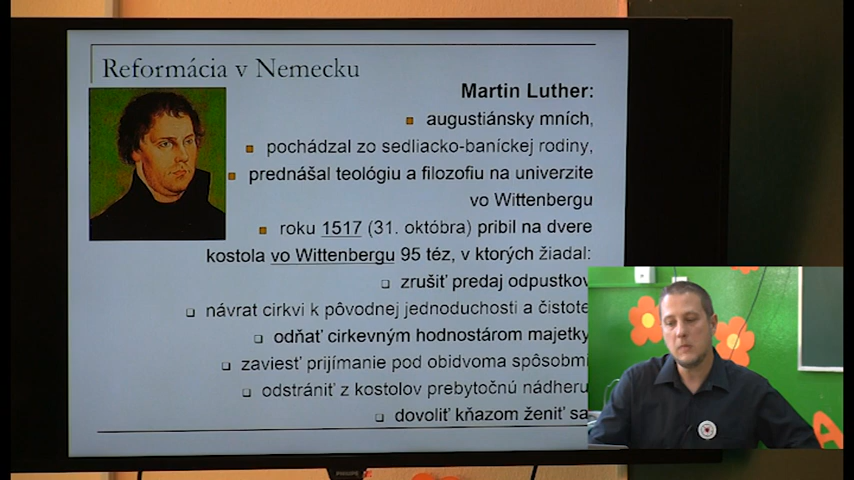 Reformácia v Nemecku
Martin Luther:
augustiánsky mních,
pochádzal zo sedliacko-baníckej rodiny,
prednášal teológiu a filozofiu na univerzite
vo Wittenbergu
roku 1517 (31. októbra) pribil na dvere
kostola vo Wittenbergu 95 téz, v ktorých žiadal:
zrušiť predaj odpustkov
návrat cirkvi k pôvodnej jednoduchosti a čistote
odňať cirkevným hodnostárom majetky
zaviesť prijímanie pod obidvoma spôsobmi
odstrániť z kostolov prebytočnú nádheru
dovoliť kňazom ženiť sa
PHILIPS